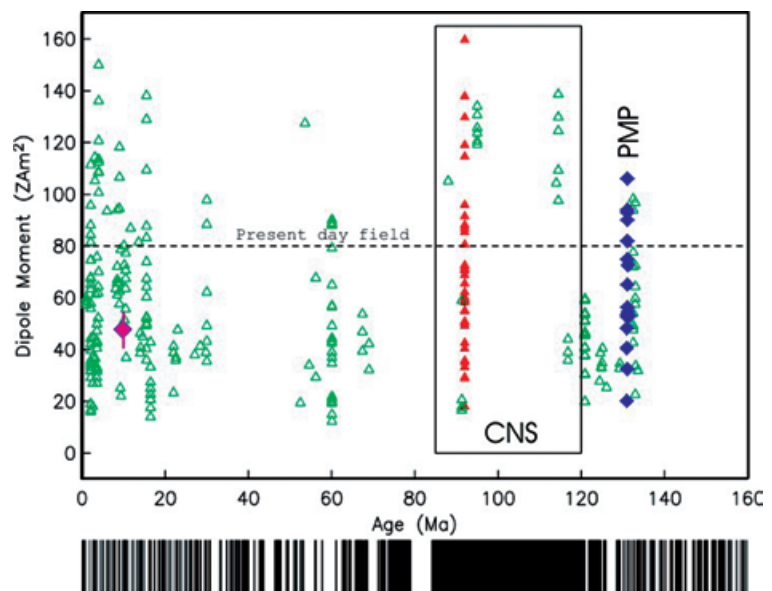 160
140
120
100
80
60
40
20
0
Dipole Moment (ZAm²)
Present day field
CNS
PMP
0 20 40 60 80 100 120 140 160
Age (Ma)